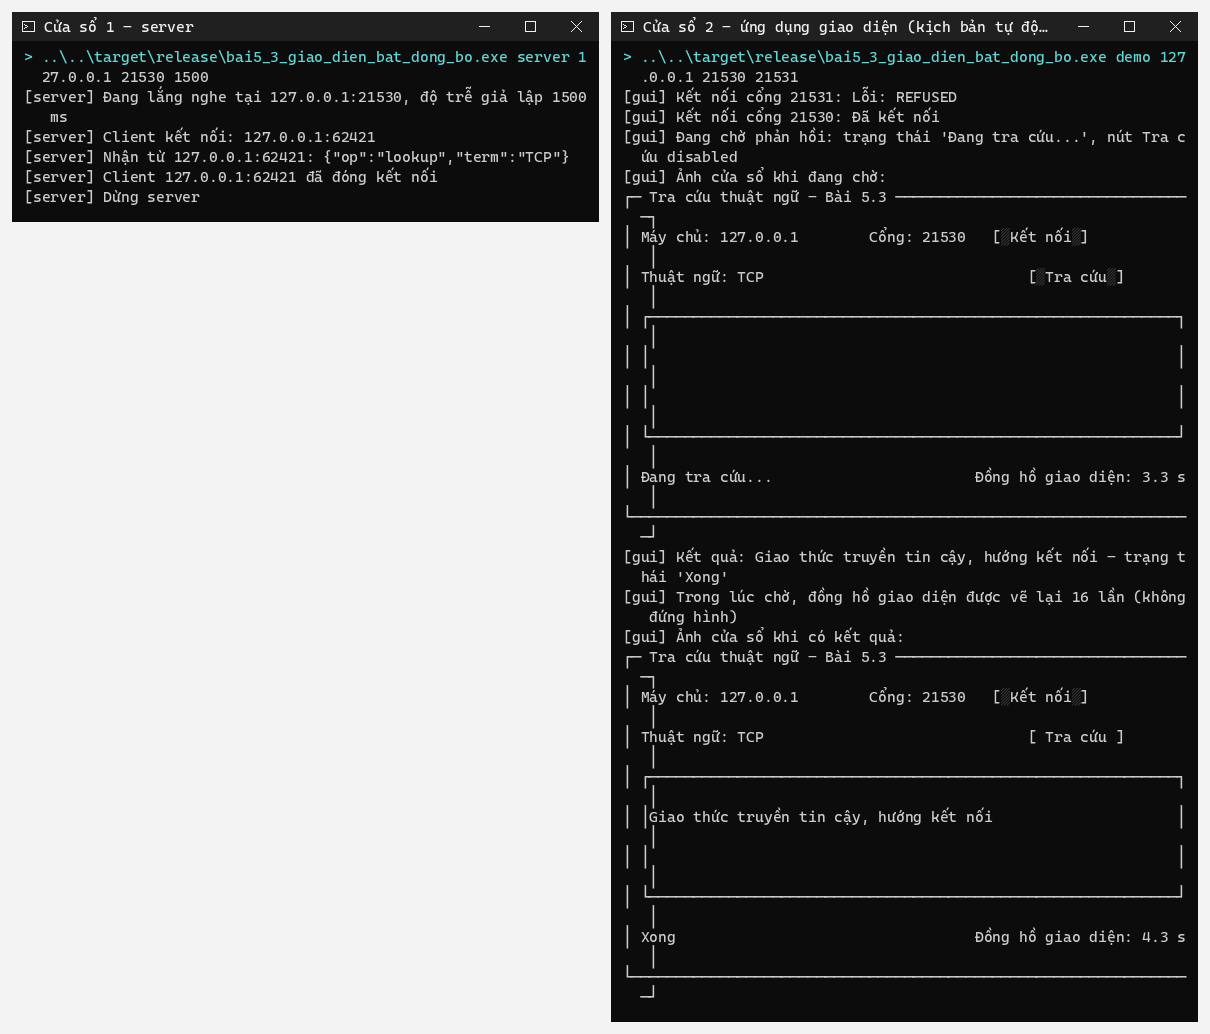 Cửa sổ 1 — server
> ..\..\target\release\bai5_3_giao_dien_bat_dong_bo.exe server 1
27.0.0.1 21530 1500
[server] Đang lắng nghe tại 127.0.0.1:21530, độ trễ giả lập 1500
ms
[server] Client kết nối: 127.0.0.1:62421
[server] Nhận từ 127.0.0.1:62421: {"op":"lookup","term":"TCP"}
[server] Client 127.0.0.1:62421 đã đóng kết nối
[server] Dừng server
Cửa sổ 2 — ứng dụng giao diện (kịch bản tự độ…
> ..\..\target\release\bai5_3_giao_dien_bat_dong_bo.exe demo 127
.0.0.1 21530 21531
[gui] Kết nối cổng 21531: Lỗi: REFUSED
[gui] Kết nối cổng 21530: Đã kết nối
[gui] Đang chờ phản hồi: trạng thái 'Đang tra cứu...', nút Tra c
ứu disabled
[gui] Ảnh cửa sổ khi đang chờ:
Tra cứu thuật ngữ — Bài 5.3
Máy chủ: 127.0.0.1 Cổng: 21530 [░Kết nối░]
Thuật ngữ: TCP [░Tra cứu░]
Đang tra cứu... Đồng hồ giao diện: 3.3 s
[gui] Kết quả: Giao thức truyền tin cậy, hướng kết nối — trạng t
hái 'Xong'
[gui] Trong lúc chờ, đồng hồ giao diện được vẽ lại 16 lần (không
đứng hình)
[gui] Ảnh cửa sổ khi có kết quả:
Tra cứu thuật ngữ — Bài 5.3
Máy chủ: 127.0.0.1 Cổng: 21530 [░Kết nối░]
Thuật ngữ: TCP [ Tra cứu ]
Giao thức truyền tin cậy, hướng kết nối
Xong Đồng hồ giao diện: 4.3 s